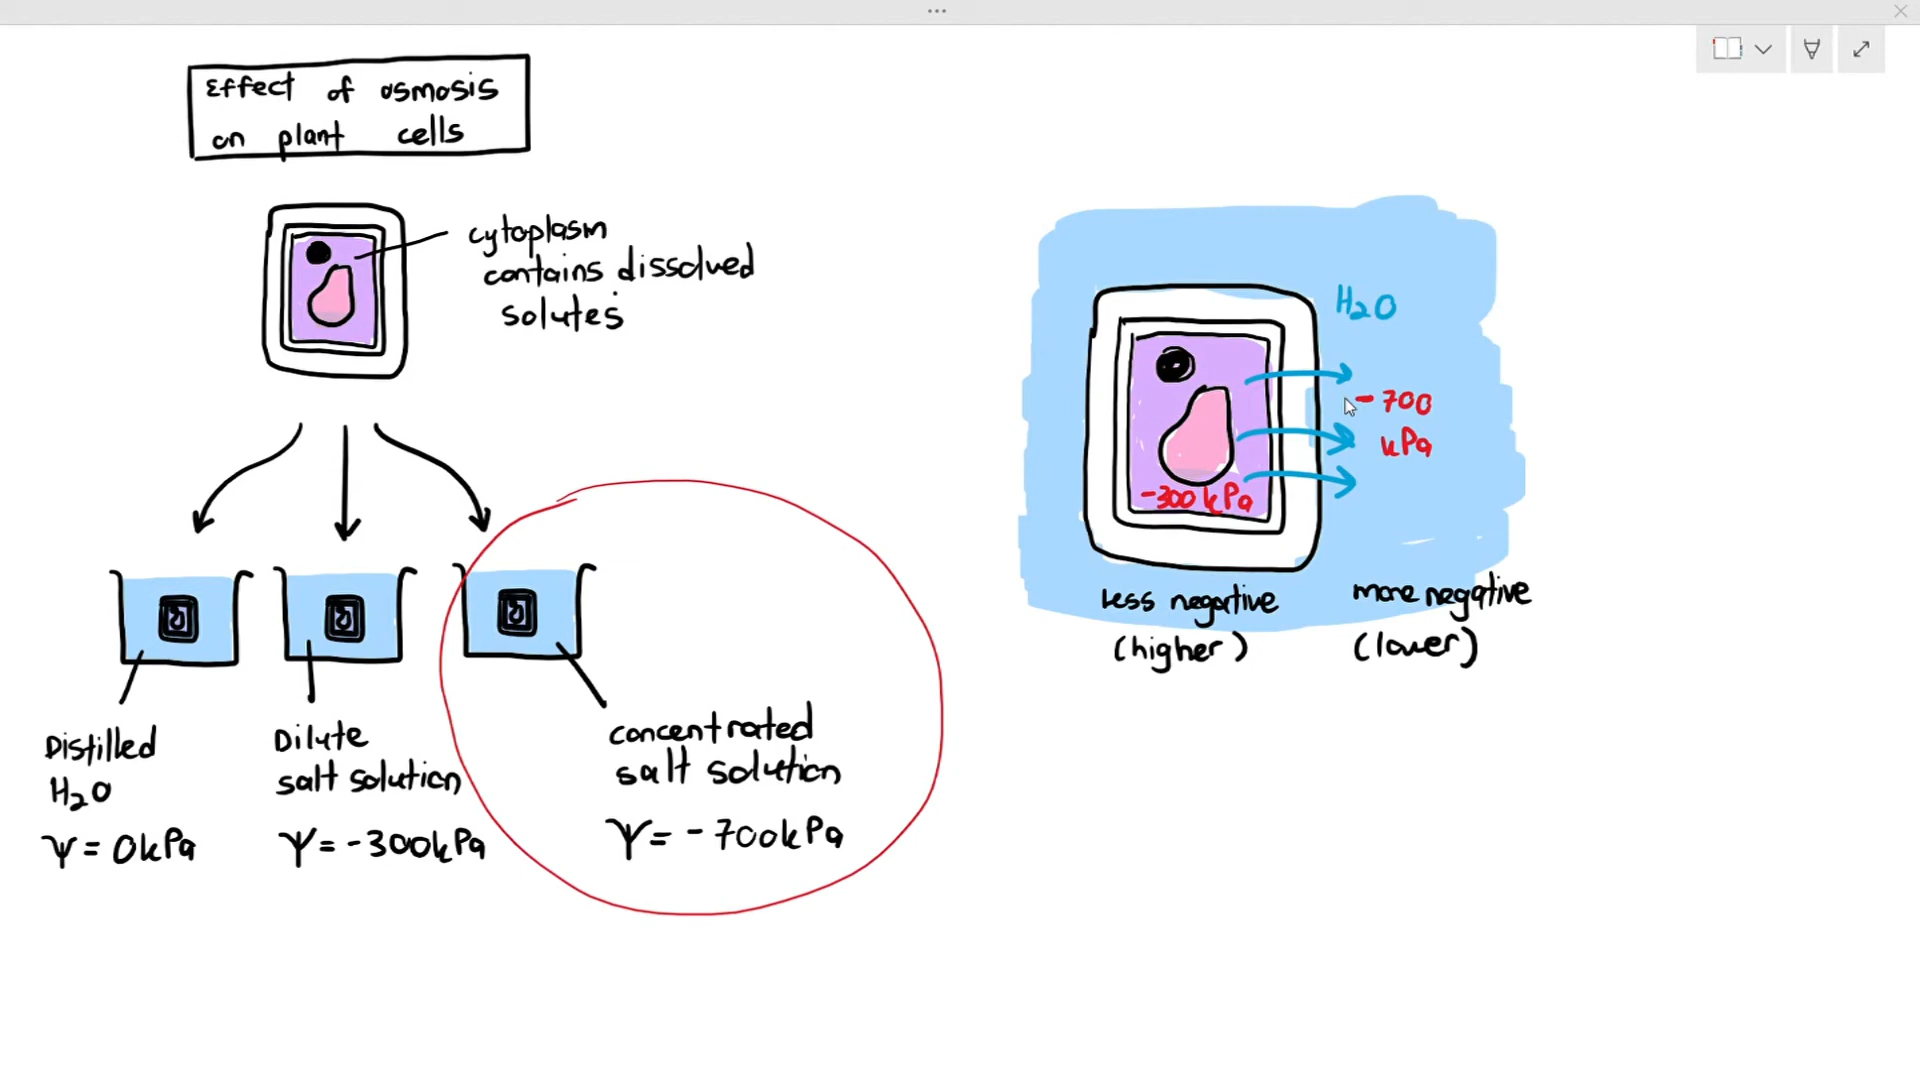 Effect of osmosis
on plant cells
cytoplasm
contains dissolved
solutes
Distilled
H2O
Ψ = 0kPa
Dilute
salt solution
Ψ = -300kPa
concentrated
salt solution
Ψ = -700kPa
H2O
-700
kPa
-300 kPa
Less negative
(higher)
more negative
(lower)